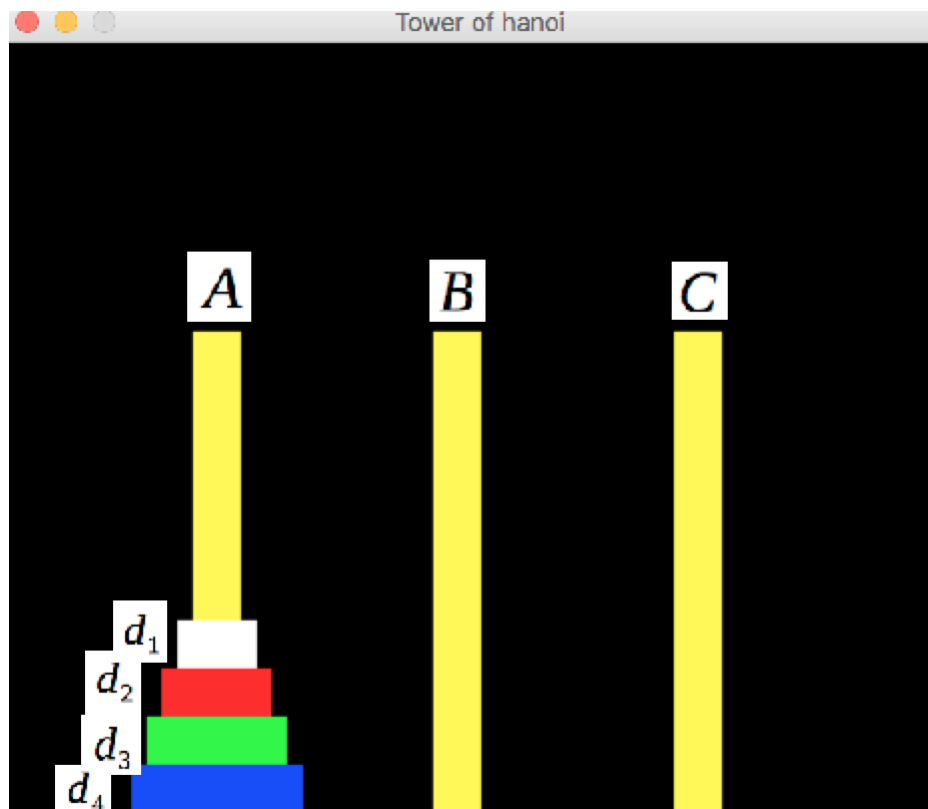 Tower of hanoi
A B C
d₁
d₂
d₃
d₄